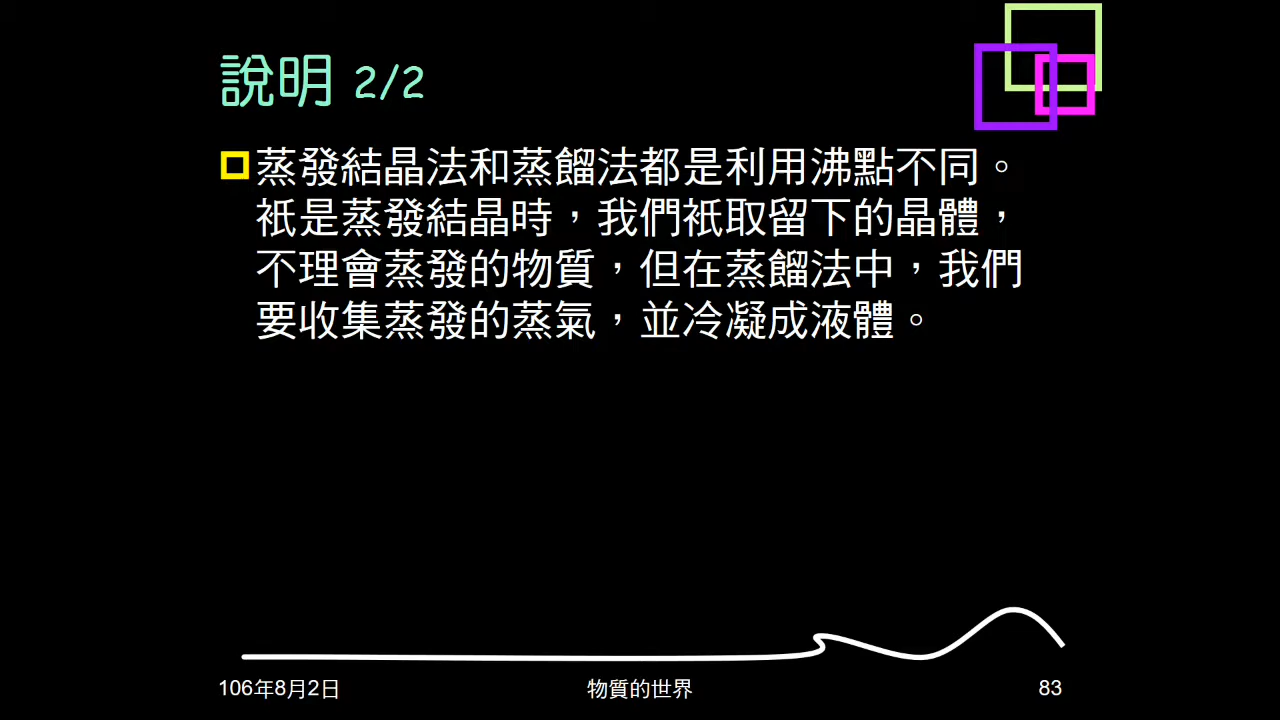 說明 2/2
蒸發結晶法和蒸餾法都是利用沸點不同。
衹是蒸發結晶時，我們衹取留下的晶體，
不理會蒸發的物質，但在蒸餾法中，我們
要收集蒸發的蒸氣，並冷凝成液體。
106年8月2日
物質的世界
83